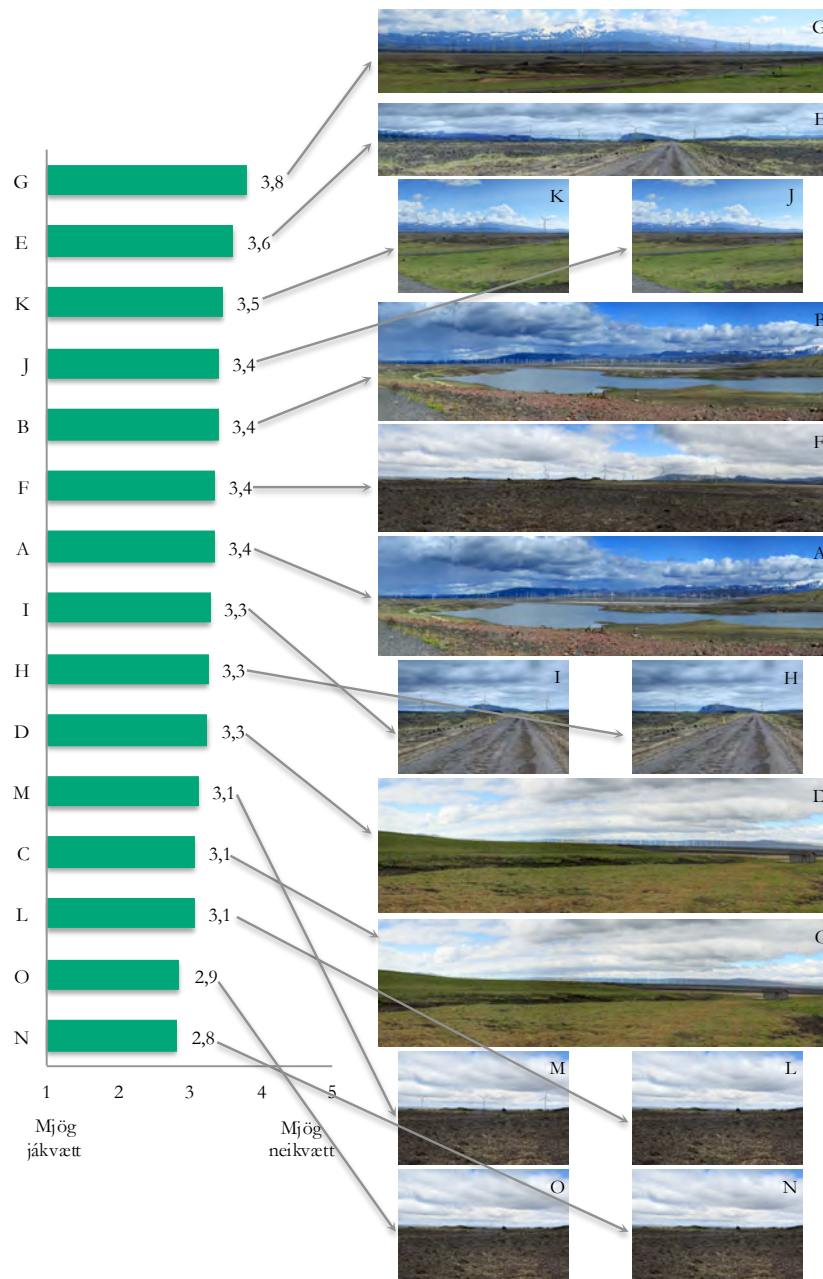 G
E
K
J
B
F
A
I
H
D
M
C
L
O
N
3,8
3,6
3,5
3,4
3,4
3,4
3,4
3,3
3,3
3,3
3,1
3,1
3,1
2,9
2,8
1 2 3 4 5
Mjög
jákvætt
Mjög
neikvætt
G
E
K J
B
F
A
I H
D
C
M L
O N